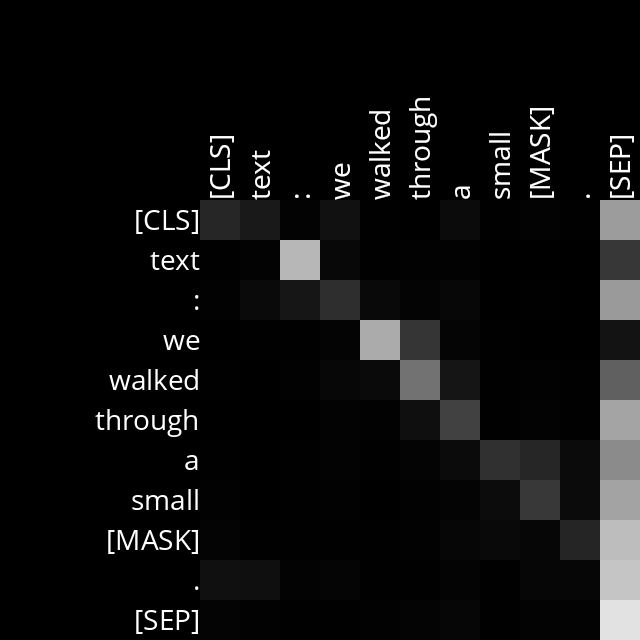 [CLS] text : we walked through a small [MASK] . [SEP]
[CLS]
text
:
we
walked
through
a
small
[MASK]
.
[SEP]